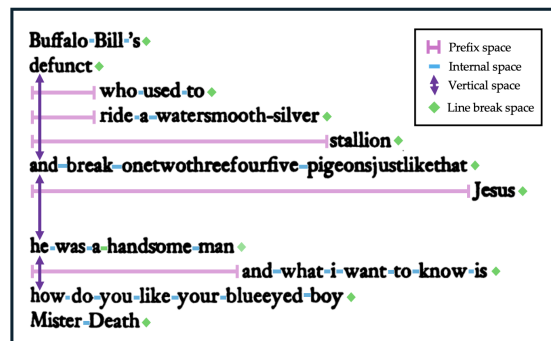 Buffalo Bill 's
defunct
who used to
ride a watersmooth-silver
stallion
and break onetwothreefourfive pigeonsjustlikethat
Jesus
he was a handsome man
and what i want to know is
how do you like your blueeyed boy
Mister Death
Prefix space
Internal space
Vertical space
Line break space